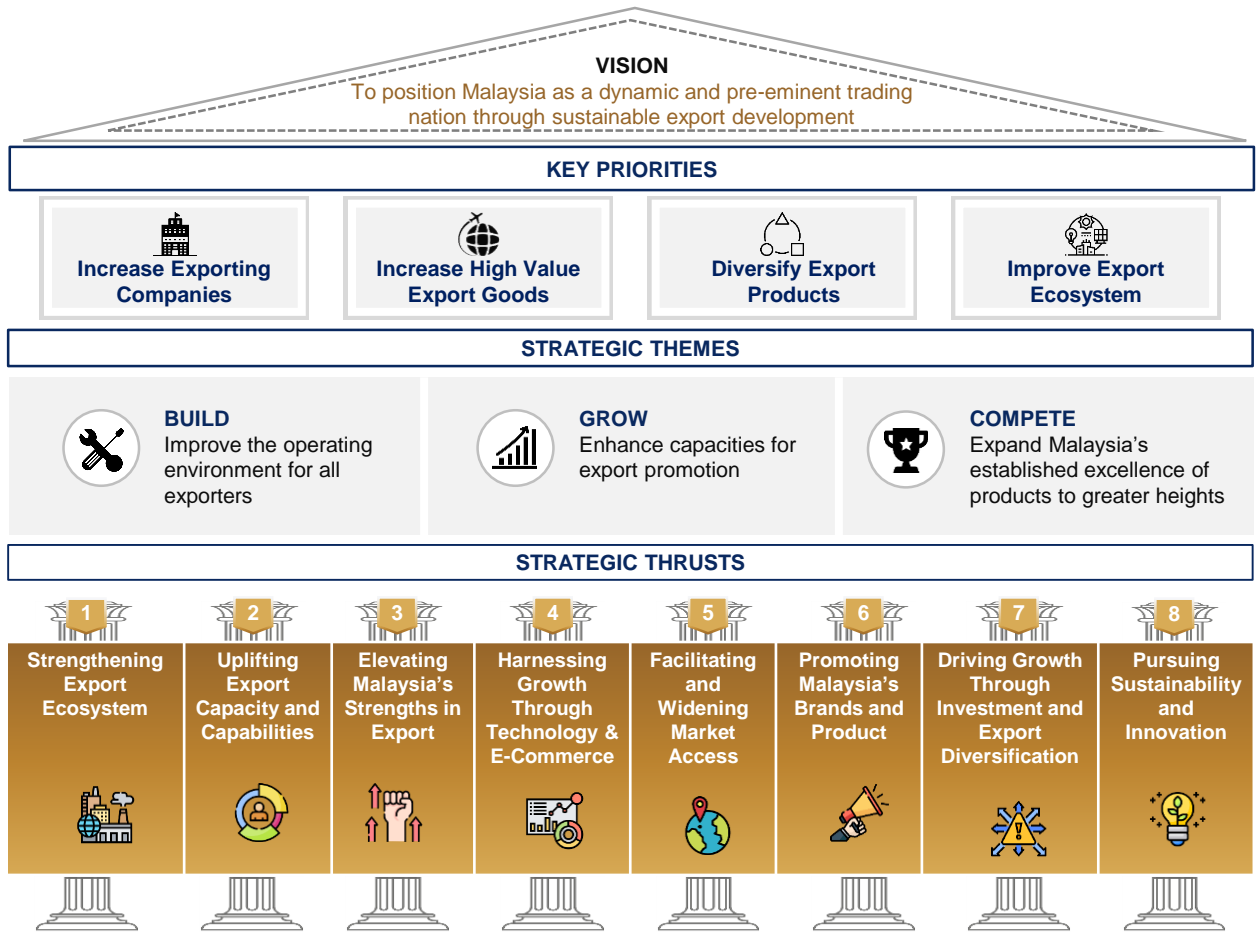 VISION
To position Malaysia as a dynamic and pre-eminent trading
nation through sustainable export development
KEY PRIORITIES
Increase Exporting
Companies
Increase High Value
Export Goods
Diversify Export
Products
Improve Export
Ecosystem
STRATEGIC THEMES
BUILD
Improve the operating
environment for all
exporters
GROW
Enhance capacities for
export promotion
COMPETE
Expand Malaysia's
established excellence of
products to greater heights
STRATEGIC THRUSTS
1
Strengthening
Export
Ecosystem
2
Uplifting
Export
Capacity and
Capabilities
3
Elevating
Malaysia's
Strengths in
Export
4
Harnessing
Growth
Through
Technology &
E-Commerce
5
Facilitating
and
Widening
Market
Access
6
Promoting
Malaysia's
Brands and
Product
7
Driving Growth
Through
Investment and
Export
Diversification
8
Pursuing
Sustainability
and
Innovation